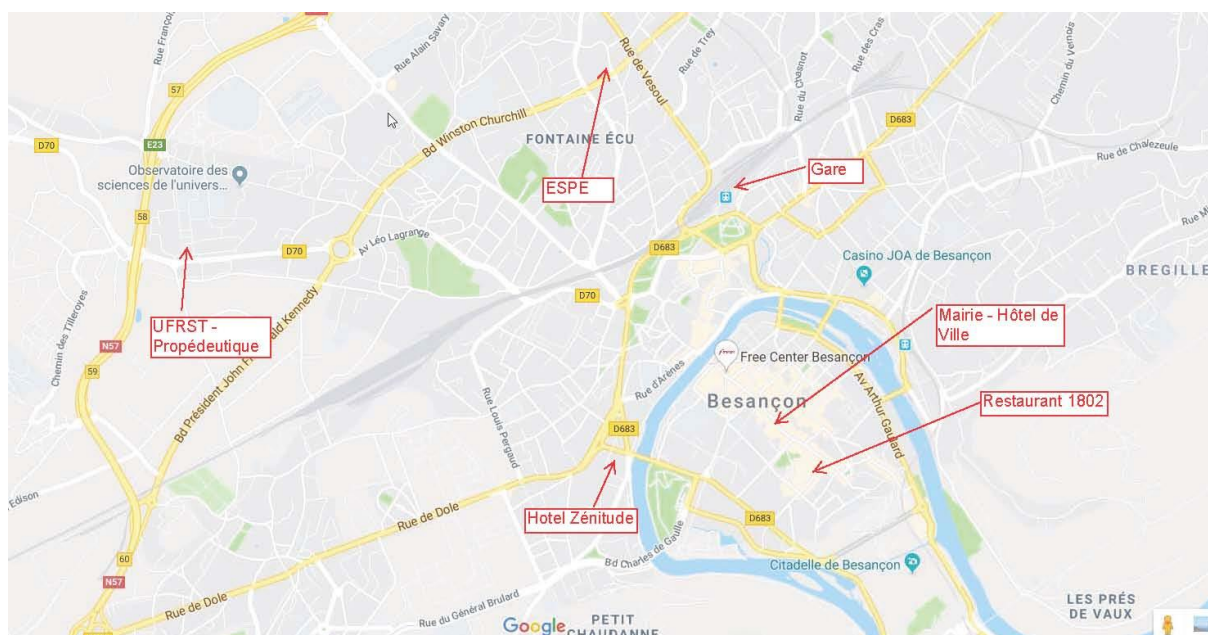 Rue François
57
Rue Alain Savary
Rue de Vesoul
Rue de Trey
Rue du Chasnot
Rue des Cras
Chemin du Vernois
D70
E23
Bd Winston Churchill
FONTAINE ÉCU
D683
Rue de Chalezeule
Observatoire des
sciences de l'univers...
ESPE
Gare
58
D70
Av Léo Lagrange
D683
Casino JOA de Besançon
BREGILLE
UFRST -
Propédeutique
D70
Mairie - Hôtel de
Ville
Chemin des Tilleroyes
N57
59
Bd Président John Kennedy
Free Center Besançon
Rue d'Arènes
Besançon
Av Arthur Gaulard
Restaurant 1802
Rue Louis Pergaud
D683
Hotel Zénitude
Rue de Dole
D683
Edison
60
N57
Bd Charles de Gaulle
Citadelle de Besançon
Rue de Dole
Rue du Général Brulard
Google
PETIT
CHAUDANNE
LES PRÉS
DE VAUX